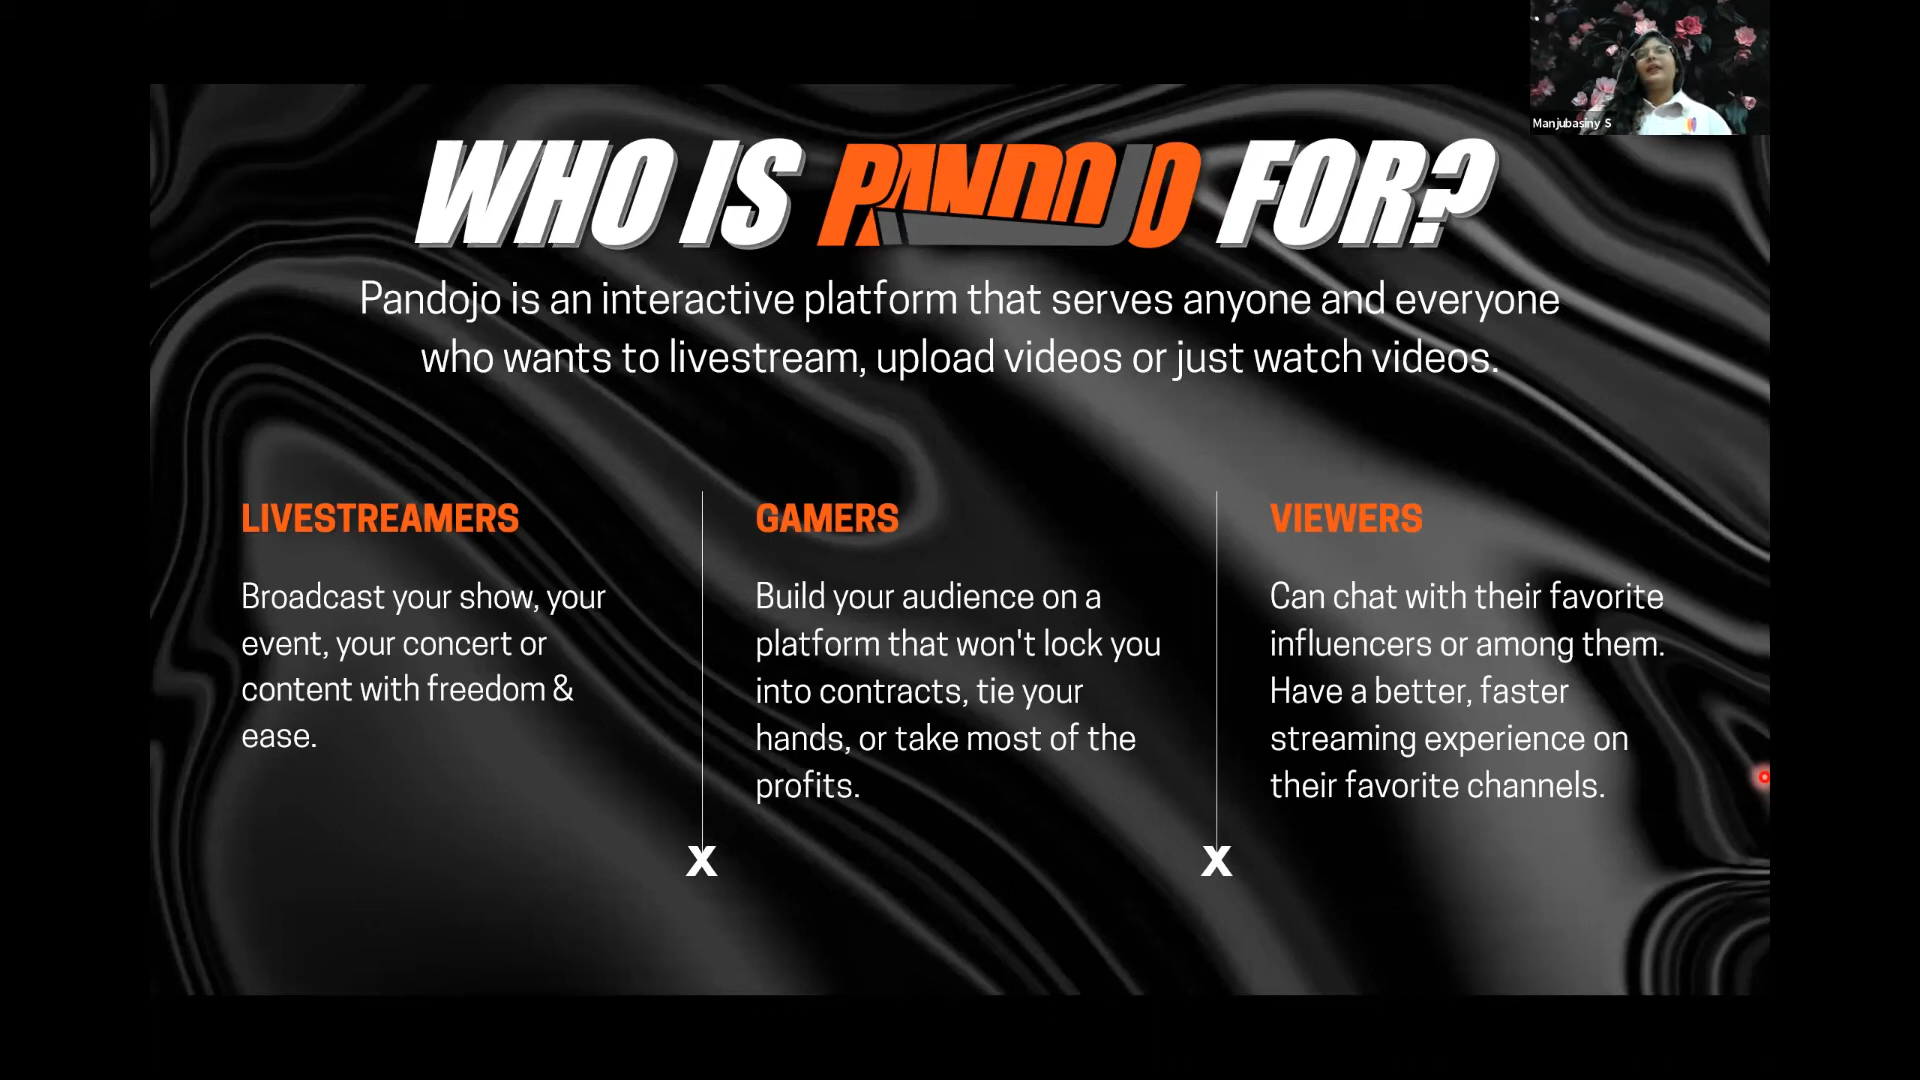 Manjubasiny S
WHO IS PANDOJO FOR?
Pandojo is an interactive platform that serves anyone and everyone
who wants to livestream, upload videos or just watch videos.
LIVESTREAMERS
Broadcast your show, your
event, your concert or
content with freedom &
ease.
X
GAMERS
Build your audience on a
platform that won't lock you
into contracts, tie your
hands, or take most of the
profits.
X
VIEWERS
Can chat with their favorite
influencers or among them.
Have a better, faster
streaming experience on
their favorite channels.